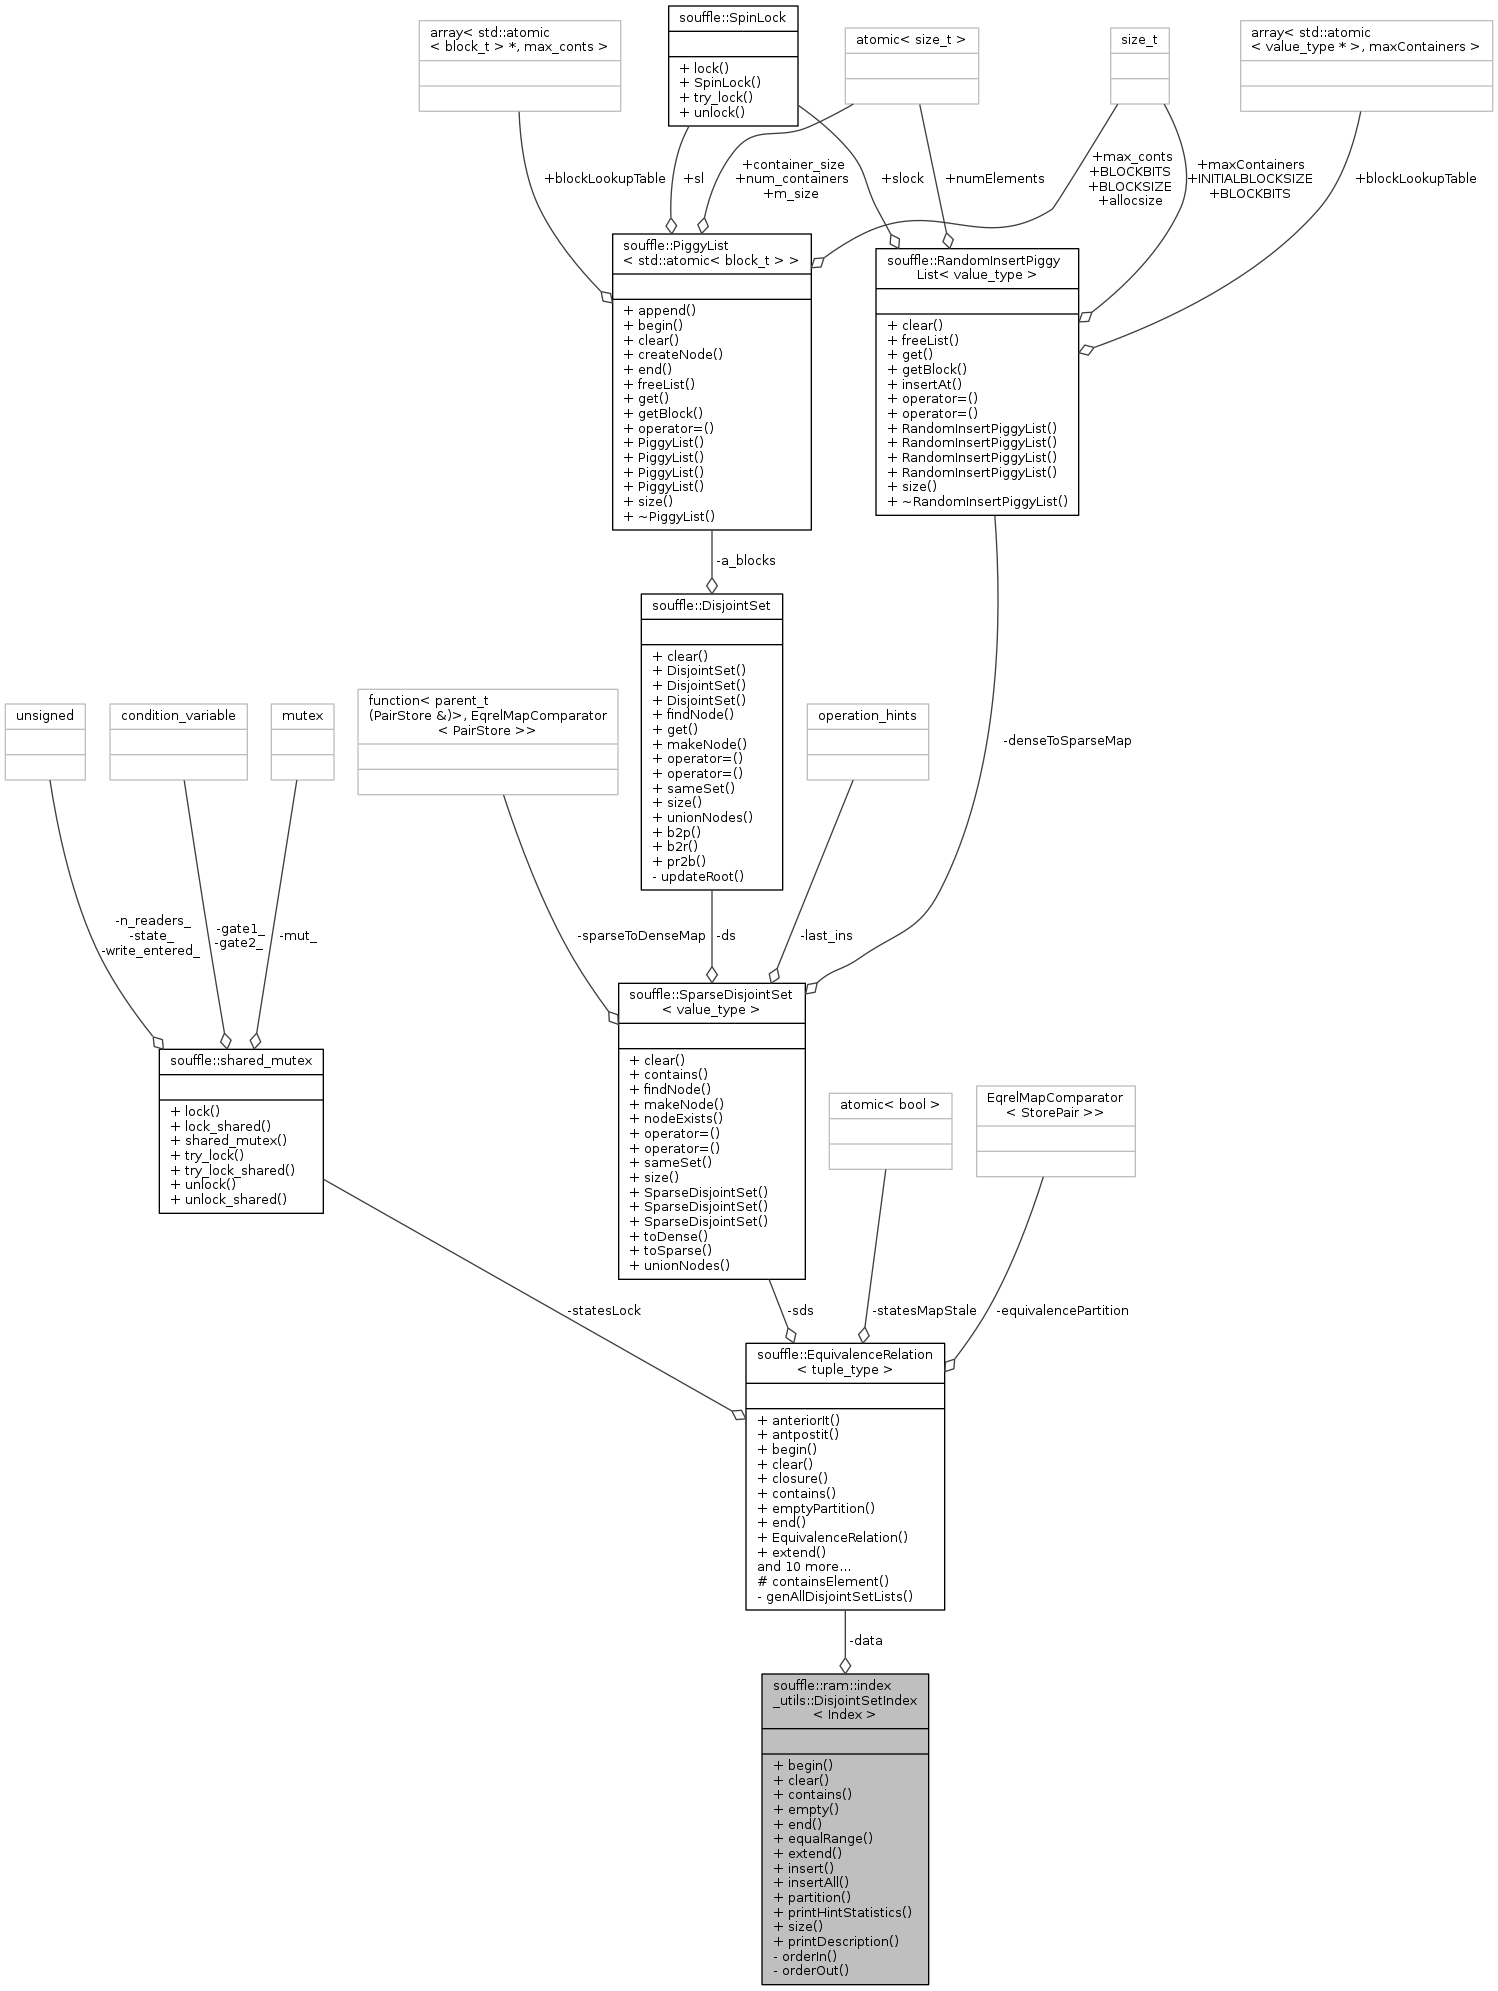 souffle::SpinLock
+ lock()
+ SpinLock()
+ try_lock()
+ unlock()
array< std::atomic
< block_t > *, max_conts >
atomic< size_t >
size_t
array< std::atomic
< value_type * >, maxContainers >
+blockLookupTable
+sl
+container_size
+num_containers
+m_size
+slock
+numElements
+max_conts
+BLOCKBITS
+BLOCKSIZE
+allocsize
+maxContainers
+INITIALBLOCKSIZE
+BLOCKBITS
+blockLookupTable
souffle::PiggyList
< std::atomic< block_t > >
+ append()
+ begin()
+ clear()
+ createNode()
+ end()
+ freeList()
+ get()
+ getBlock()
+ operator=()
+ PiggyList()
+ PiggyList()
+ PiggyList()
+ PiggyList()
+ size()
+ ~PiggyList()
souffle::RandomInsertPiggy
List< value_type >
+ clear()
+ freeList()
+ get()
+ getBlock()
+ insertAt()
+ operator=()
+ operator=()
+ RandomInsertPiggyList()
+ RandomInsertPiggyList()
+ RandomInsertPiggyList()
+ RandomInsertPiggyList()
+ size()
+ ~RandomInsertPiggyList()
-a_blocks
souffle::DisjointSet
+ clear()
+ DisjointSet()
+ DisjointSet()
+ DisjointSet()
+ findNode()
+ get()
+ makeNode()
+ operator=()
+ operator=()
+ sameSet()
+ size()
+ unionNodes()
+ b2p()
+ b2r()
+ pr2b()
- updateRoot()
unsigned
condition_variable
mutex
function< parent_t
(PairStore &)>, EqrelMapComparator
< PairStore >>
operation_hints
-denseToSparseMap
-n_readers_
-state_
-write_entered_
-gate1_
-gate2_
-mut_
-sparseToDenseMap
-ds
-last_ins
souffle::SparseDisjointSet
< value_type >
+ clear()
+ contains()
+ findNode()
+ makeNode()
+ nodeExists()
+ operator=()
+ operator=()
+ sameSet()
+ size()
+ SparseDisjointSet()
+ SparseDisjointSet()
+ SparseDisjointSet()
+ toDense()
+ toSparse()
+ unionNodes()
souffle::shared_mutex
+ lock()
+ lock_shared()
+ shared_mutex()
+ try_lock()
+ try_lock_shared()
+ unlock()
+ unlock_shared()
atomic< bool >
EqrelMapComparator
< StorePair >>
-statesLock
-sds
-statesMapStale
-equivalencePartition
souffle::EquivalenceRelation
< tuple_type >
+ anteriorIt()
+ antpostit()
+ begin()
+ clear()
+ closure()
+ contains()
+ emptyPartition()
+ end()
+ EquivalenceRelation()
+ extend()
and 10 more...
# containsElement()
- genAllDisjointSetLists()
-data
souffle::ram::index
_utils::DisjointSetIndex
< Index >
+ begin()
+ clear()
+ contains()
+ empty()
+ end()
+ equalRange()
+ extend()
+ insert()
+ insertAll()
+ partition()
+ printHintStatistics()
+ size()
+ printDescription()
- orderIn()
- orderOut()